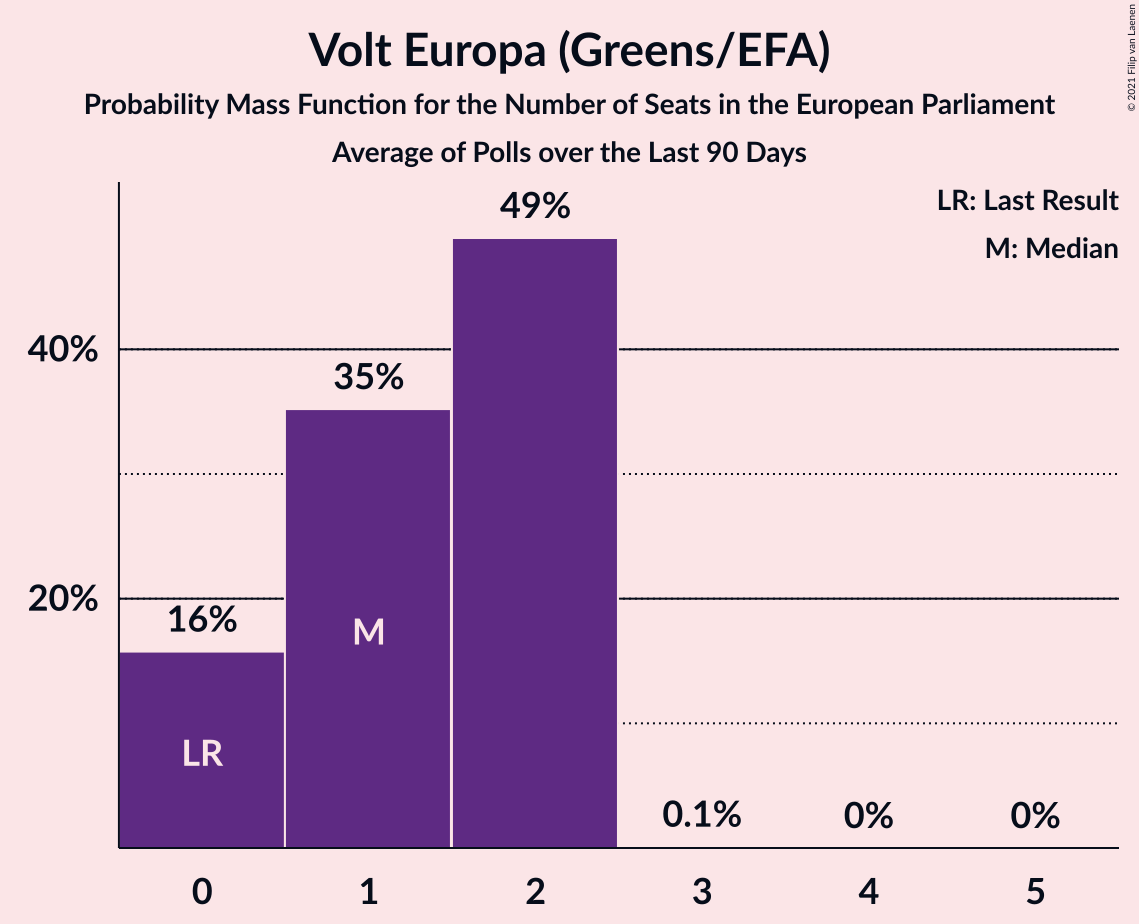 © 2021 Filip van Laenen
Volt Europa (Greens/EFA)
Probability Mass Function for the Number of Seats in the European Parliament
Average of Polls over the Last 90 Days
LR: Last Result
M: Median
49%
40%
35%
20%
16%
M
LR
0.1%
0%
0%
0 1 2 3 4 5